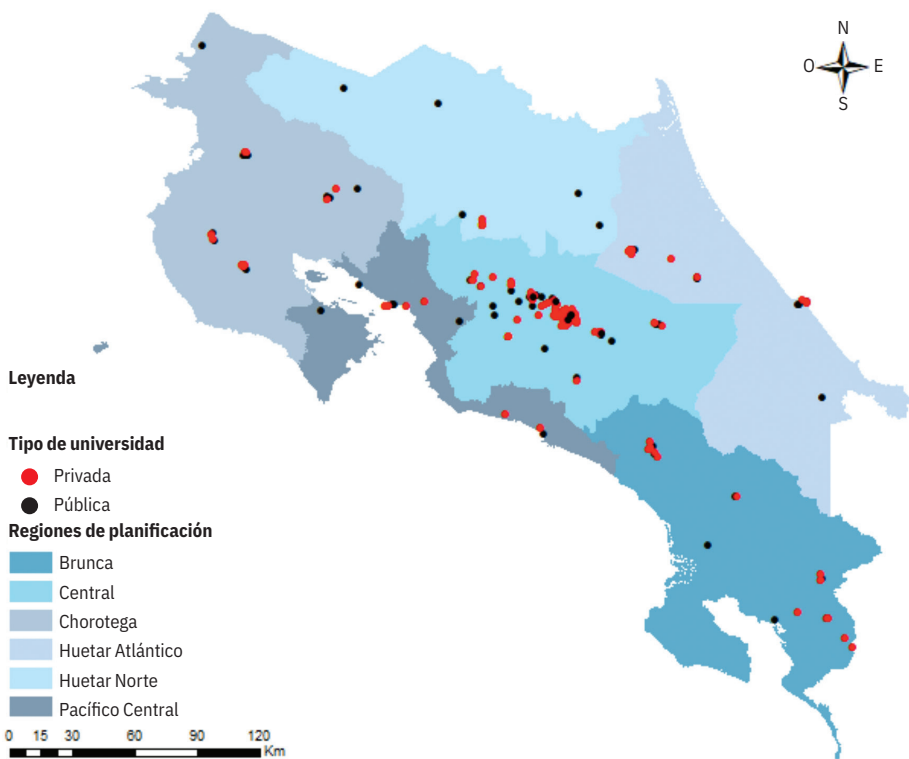 N
O E
S
Leyenda
Tipo de universidad
Privada
Pública
Regiones de planificación
Brunca
Central
Chorotega
Huetar Atlántico
Huetar Norte
Pacífico Central
0 15 30 60 90 120
Km